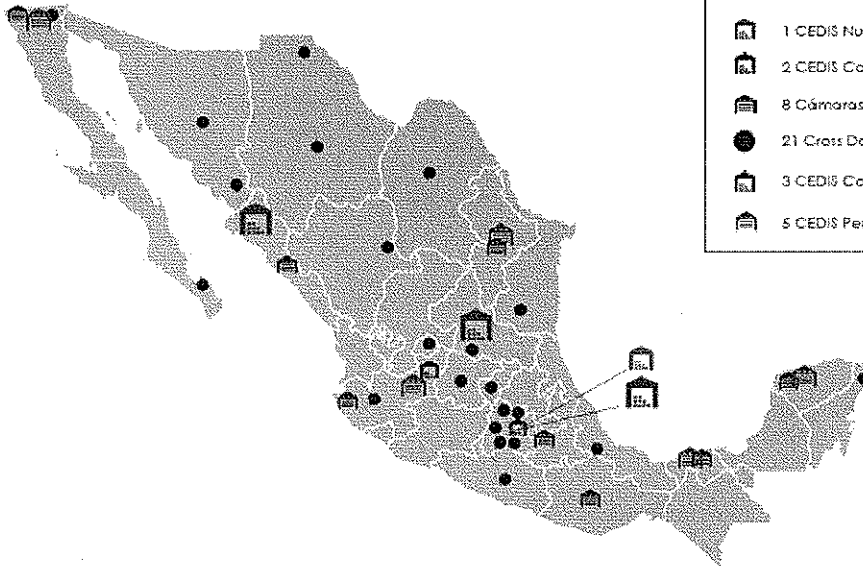 1 CEDIS Nu
2 CEDIS Co
8 Cámaras
21 Cross Do
3 CEDIS Co
5 CEDIS Pe